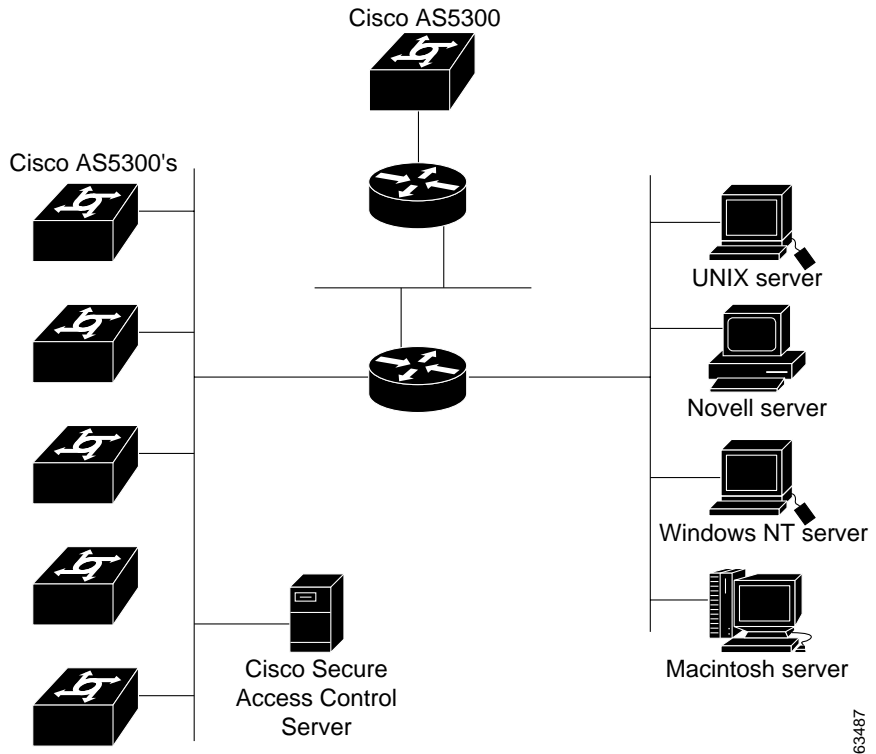 Cisco AS5300
Cisco AS5300's
UNIX server
Novell server
Windows NT server
Macintosh server
Cisco Secure
Access Control
Server
63487